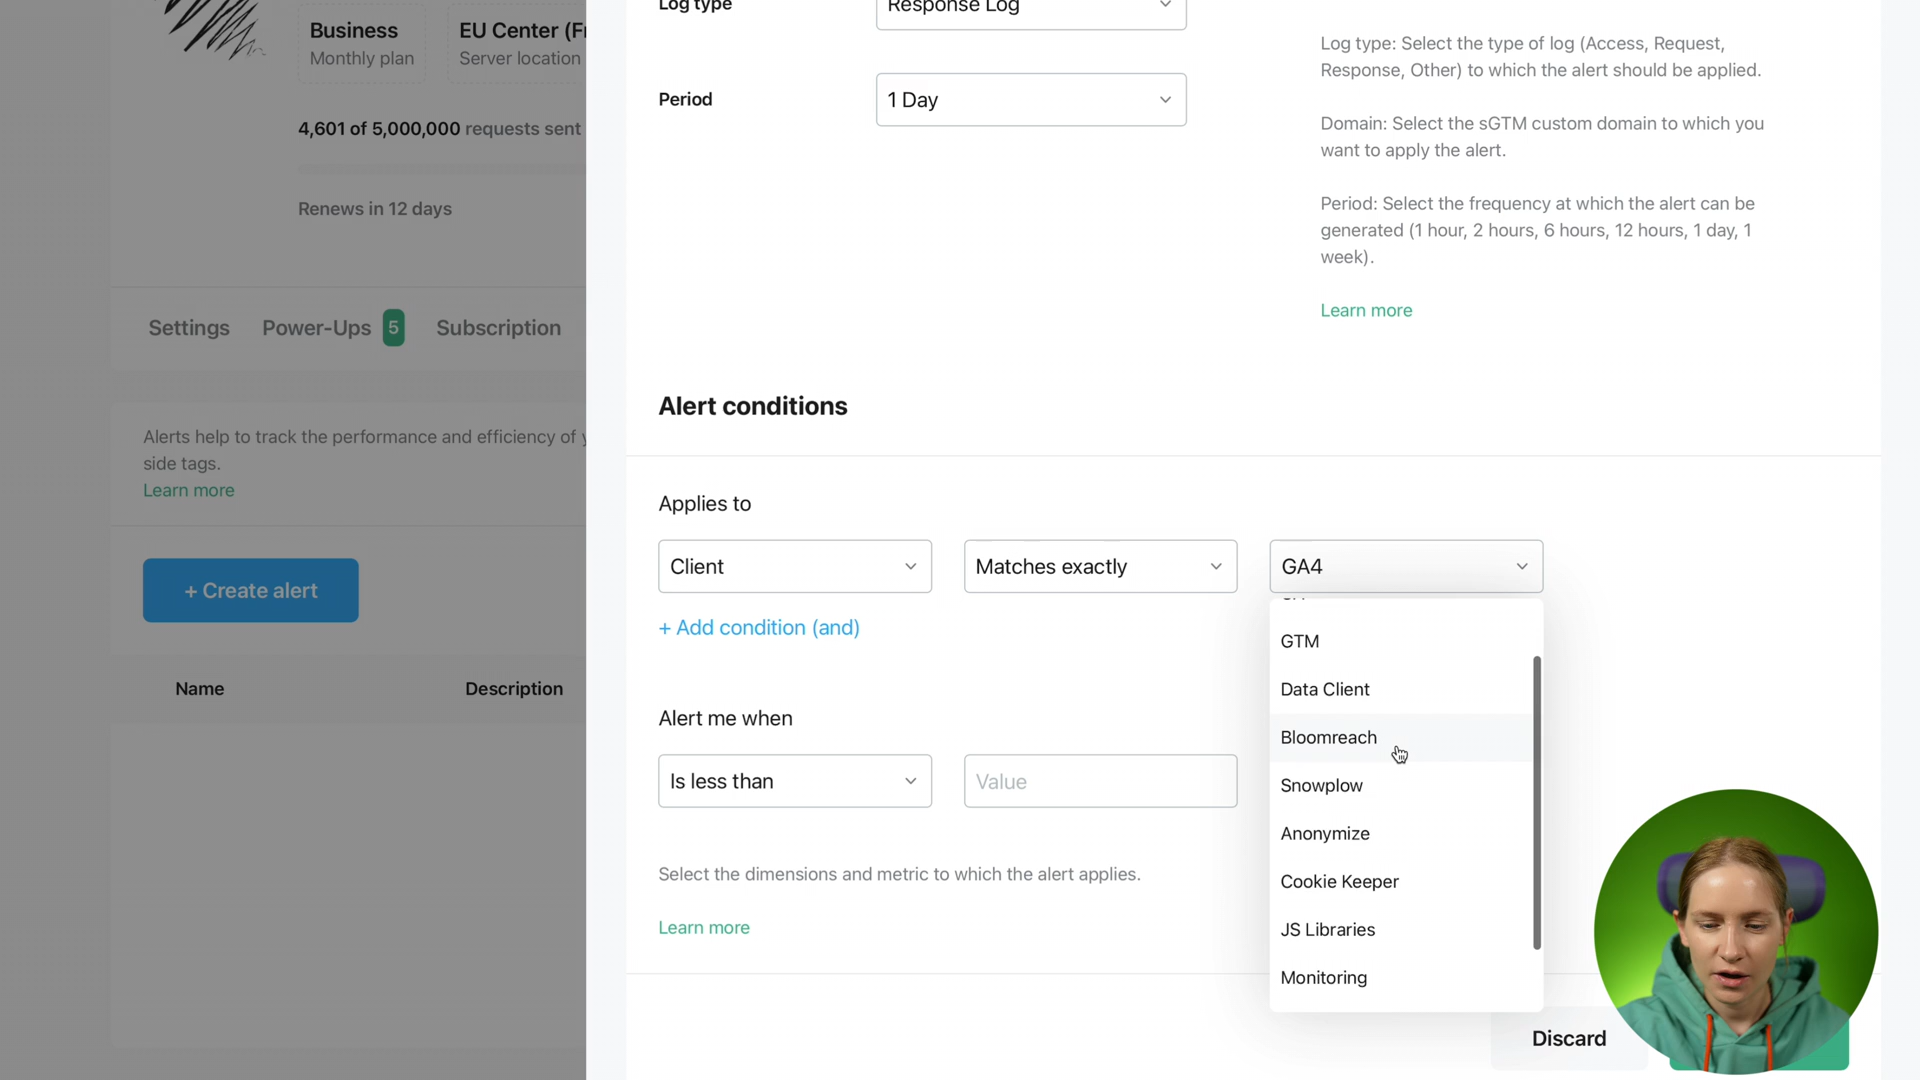 Business
Monthly plan
EU Center (F
Server location
4,601 of 5,000,000 requests sent
Renews in 12 days
Settings
Power-Ups 5
Subscription
Alerts help to track the performance and efficiency of
side tags.
Learn more
+ Create alert
Name
Description
Log type
Response Log
Period
1 Day
Log type: Select the type of log (Access, Request,
Response, Other) to which the alert should be applied.
Domain: Select the sGTM custom domain to which you
want to apply the alert.
Period: Select the frequency at which the alert can be
generated (1 hour, 2 hours, 6 hours, 12 hours, 1 day, 1
week).
Learn more
Alert conditions
Applies to
Client
Matches exactly
GA4
+ Add condition (and)
GTM
Data Client
Bloomreach
Snowplow
Anonymize
Cookie Keeper
JS Libraries
Monitoring
Alert me when
Is less than
Value
Select the dimensions and metric to which the alert applies.
Learn more
Discard